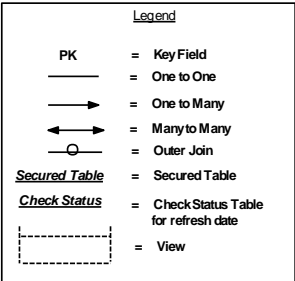 Legend
PK = Key Field
= One to One
= One to Many
= Many to Many
= Outer Join
Secured Table = Secured Table
Check Status = Check Status Table
for refresh date
= View